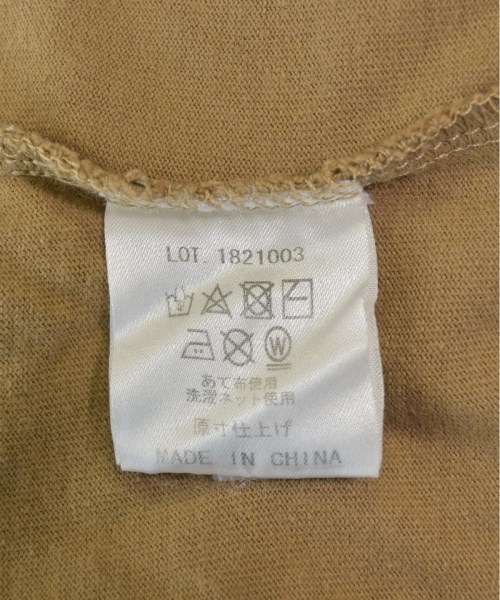 LOT. 1821003
W
あて布使用
洗濯ネット使用
原寸仕上げ
MADE IN CHINA